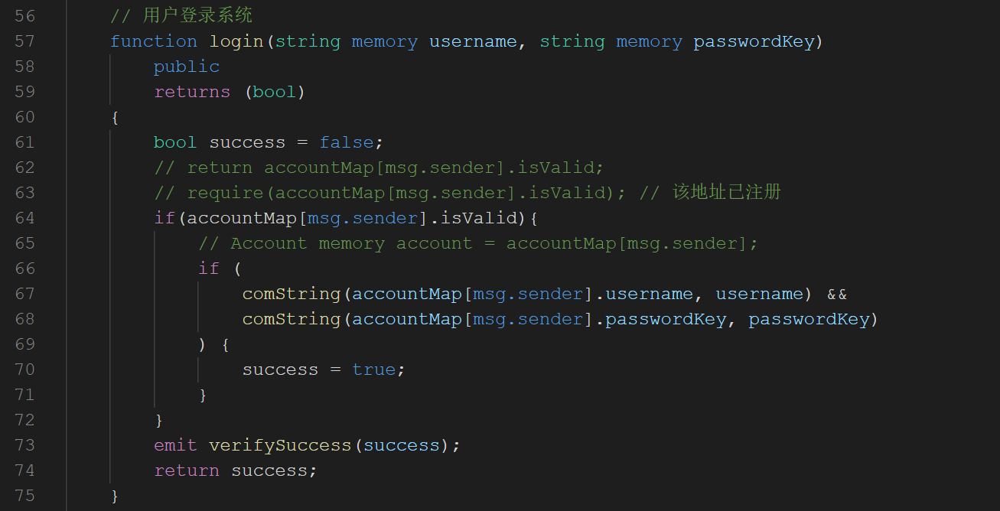 56 // 用户登录系统
57 function login(string memory username, string memory passwordKey)
58 public
59 returns (bool)
60 {
61 bool success = false;
62 // return accountMap[msg.sender].isValid;
63 // require(accountMap[msg.sender].isValid); // 该地址已注册
64 if(accountMap[msg.sender].isValid){
65 // Account memory account = accountMap[msg.sender];
66 if (
67 comString(accountMap[msg.sender].username, username) &&
68 comString(accountMap[msg.sender].passwordKey, passwordKey)
69 ) {
70 success = true;
71 }
72 }
73 emit verifySuccess(success);
74 return success;
75 }